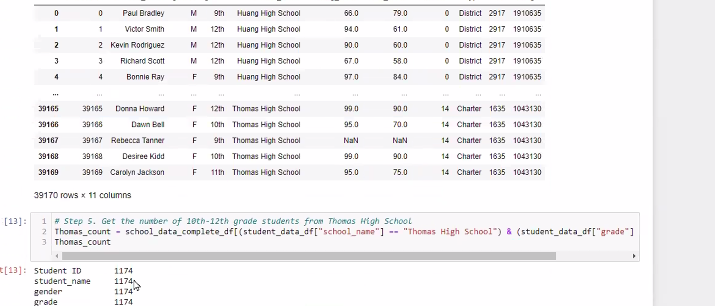 0 0 Paul Bradley M 9th Huang High School 66.0 79.0 0 District 2917 1910635
1 1 Victor Smith M 12th Huang High School 94.0 61.0 0 District 2917 1910635
2 2 Kevin Rodriguez M 12th Huang High School 90.0 60.0 0 District 2917 1910635
3 3 Richard Scott M 12th Huang High School 67.0 58.0 0 District 2917 1910635
4 4 Bonnie Ray F 9th Huang High School 97.0 84.0 0 District 2917 1910635
... ... ... ... ... ... ... ... ... ... ... ...
39165 39165 Donna Howard F 12th Thomas High School 99.0 90.0 14 Charter 1635 1043130
39166 39166 Dawn Bell F 10th Thomas High School 95.0 70.0 14 Charter 1635 1043130
39167 39167 Rebecca Tanner F 9th Thomas High School NaN NaN 14 Charter 1635 1043130
39168 39168 Desiree Kidd F 10th Thomas High School 99.0 90.0 14 Charter 1635 1043130
39169 39169 Carolyn Jackson F 11th Thomas High School 95.0 75.0 14 Charter 1635 1043130
39170 rows × 11 columns
[13]: 1 # Step 5. Get the number of 10th-12th grade students from Thomas High School
2 Thomas_count = school_data_complete_df[(student_data_df["school_name"] == "Thomas High School") & (student_data_df["grade"]
3 Thomas_count
t[13]: Student ID 1174
student_name 1174
gender 1174
grade 1174